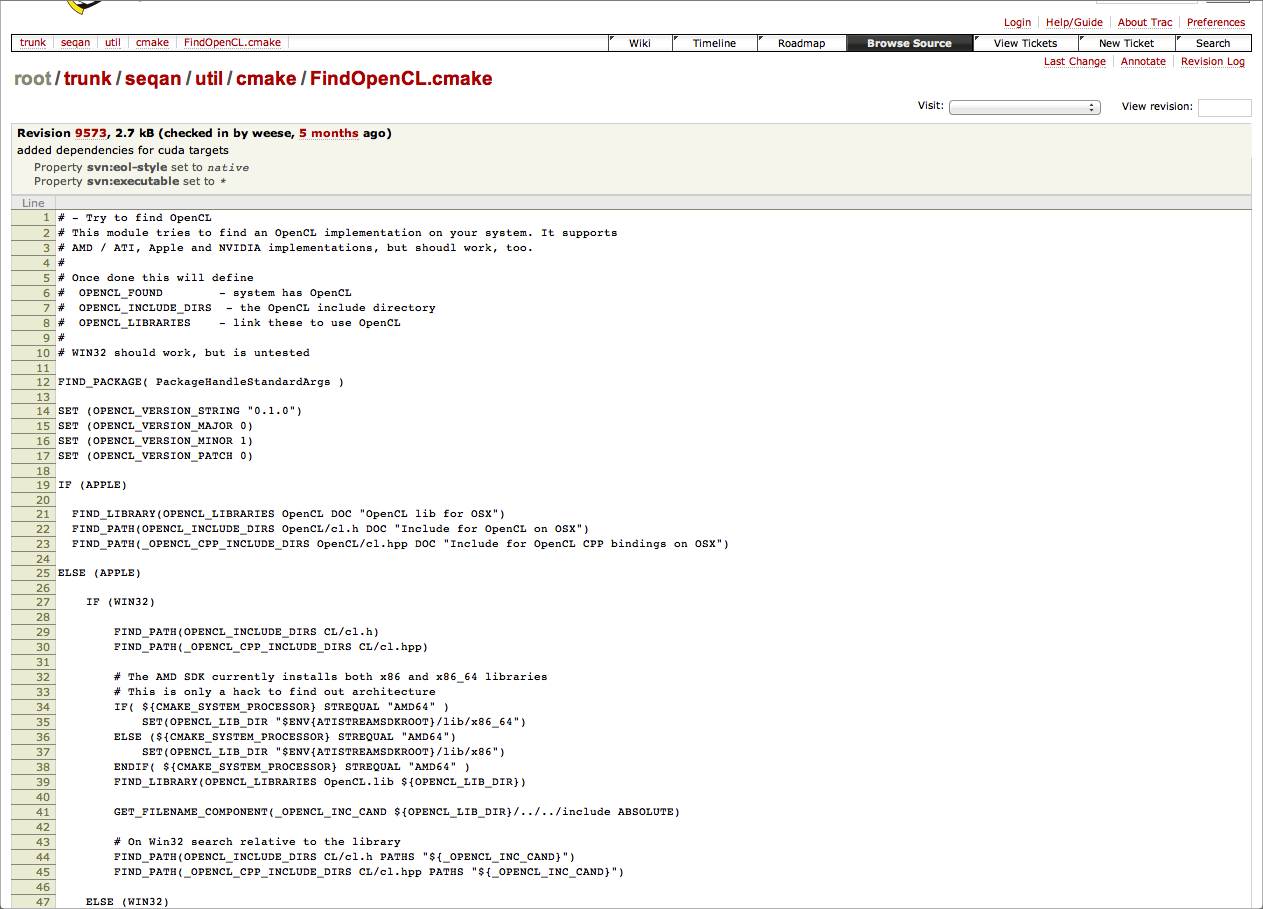 Login Help/Guide About Trac Preferences
trunk seqan util cmake FindOpenCL.cmake Wiki Timeline Roadmap Browse Source View Tickets New Ticket Search
Last Change Annotate Revision Log
root/trunk/seqan/util/cmake/FindOpenCL.cmake
Visit: View revision:
Revision 9573, 2.7 kB (checked in by weese, 5 months ago)
added dependencies for cuda targets
Property svn:eol-style set to native
Property svn:executable set to *
Line
1 # - Try to find OpenCL
2 # This module tries to find an OpenCL implementation on your system. It supports
3 # AMD / ATI, Apple and NVIDIA implementations, but shoudl work, too.
4 #
5 # Once done this will define
6 #  OPENCL_FOUND        - system has OpenCL
7 #  OPENCL_INCLUDE_DIRS  - the OpenCL include directory
8 #  OPENCL_LIBRARIES    - link these to use OpenCL
9 #
10 # WIN32 should work, but is untested
11
12 FIND_PACKAGE( PackageHandleStandardArgs )
13
14 SET (OPENCL_VERSION_STRING "0.1.0")
15 SET (OPENCL_VERSION_MAJOR 0)
16 SET (OPENCL_VERSION_MINOR 1)
17 SET (OPENCL_VERSION_PATCH 0)
18
19 IF (APPLE)
20
21   FIND_LIBRARY(OPENCL_LIBRARIES OpenCL DOC "OpenCL lib for OSX")
22   FIND_PATH(OPENCL_INCLUDE_DIRS OpenCL/cl.h DOC "Include for OpenCL on OSX")
23   FIND_PATH(_OPENCL_CPP_INCLUDE_DIRS OpenCL/cl.hpp DOC "Include for OpenCL CPP bindings on OSX")
24
25 ELSE (APPLE)
26
27     IF (WIN32)
28
29         FIND_PATH(OPENCL_INCLUDE_DIRS CL/cl.h)
30         FIND_PATH(_OPENCL_CPP_INCLUDE_DIRS CL/cl.hpp)
31
32         # The AMD SDK currently installs both x86 and x86_64 libraries
33         # This is only a hack to find out architecture
34         IF( ${CMAKE_SYSTEM_PROCESSOR} STREQUAL "AMD64" )
35             SET(OPENCL_LIB_DIR "$ENV{ATISTREAMSDKROOT}/lib/x86_64")
36         ELSE (${CMAKE_SYSTEM_PROCESSOR} STREQUAL "AMD64")
37             SET(OPENCL_LIB_DIR "$ENV{ATISTREAMSDKROOT}/lib/x86")
38         ENDIF( ${CMAKE_SYSTEM_PROCESSOR} STREQUAL "AMD64" )
39         FIND_LIBRARY(OPENCL_LIBRARIES OpenCL.lib ${OPENCL_LIB_DIR})
40
41         GET_FILENAME_COMPONENT(_OPENCL_INC_CAND ${OPENCL_LIB_DIR}/../../include ABSOLUTE)
42
43         # On Win32 search relative to the library
44         FIND_PATH(OPENCL_INCLUDE_DIRS CL/cl.h PATHS "${_OPENCL_INC_CAND}")
45         FIND_PATH(_OPENCL_CPP_INCLUDE_DIRS CL/cl.hpp PATHS "${_OPENCL_INC_CAND}")
46
47     ELSE (WIN32)